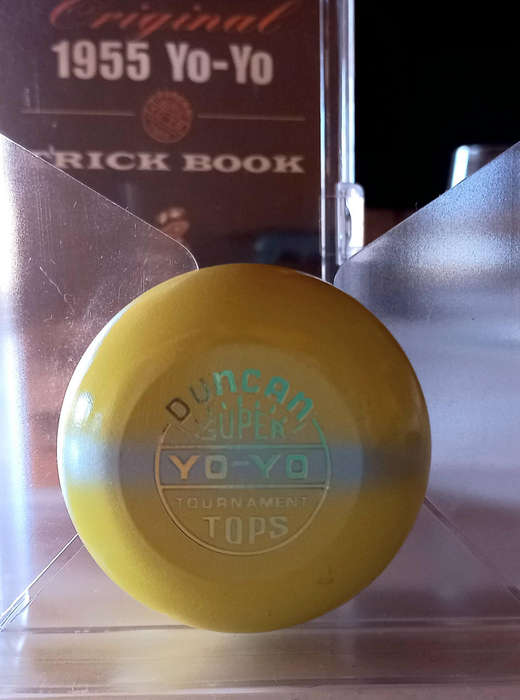 Original
1955 Yo-Yo
TRICK BOOK
DUNCAN
SUPER
YO-YO
TOURNAMENT
TOPS